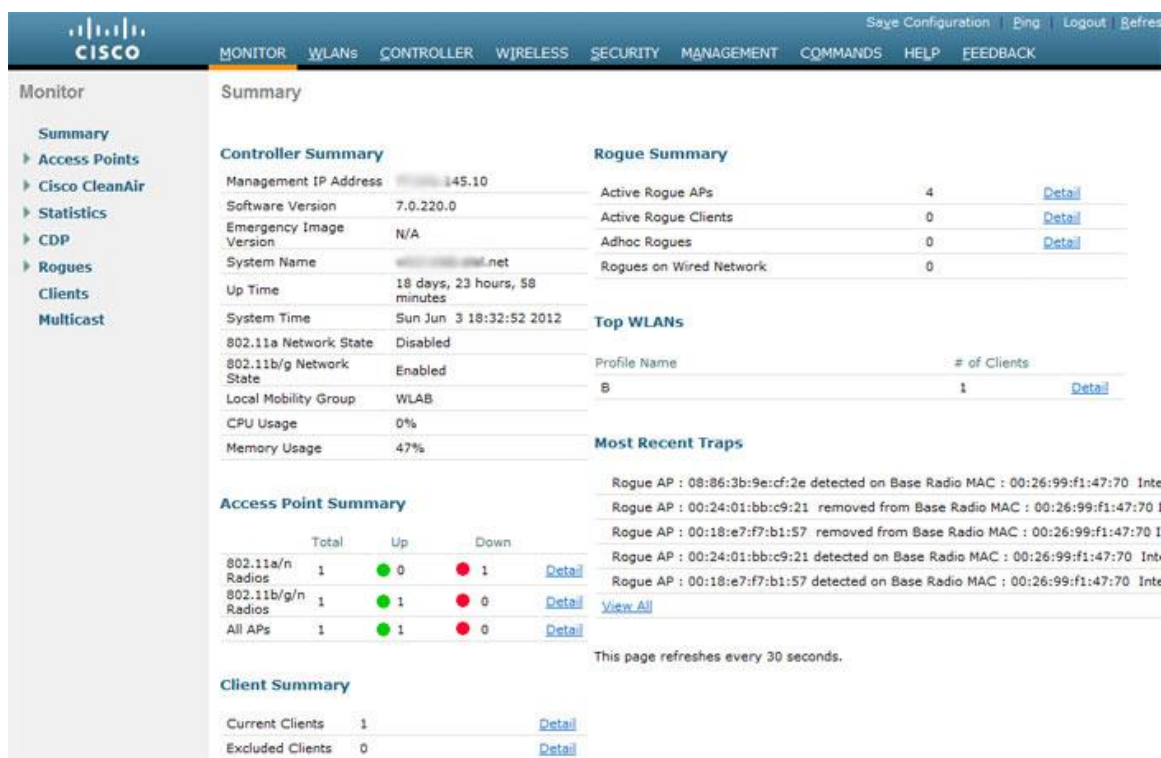 Save Configuration Ping Logout Refres
CISCO
MONITOR WLANs CONTROLLER WIRELESS SECURITY MANAGEMENT COMMANDS HELP FEEDBACK
Monitor
Summary
Access Points
Cisco CleanAir
Statistics
CDP
Rogues
Clients
Multicast
Summary
Controller Summary
Management IP Address 145.10
Software Version 7.0.220.0
Emergency Image
Version N/A
System Name .net
Up Time 18 days, 23 hours, 58
minutes
System Time Sun Jun 3 18:32:52 2012
802.11a Network State Disabled
802.11b/g Network
State Enabled
Local Mobility Group WLAB
CPU Usage 0%
Memory Usage 47%
Access Point Summary
Total Up Down
802.11a/n
Radios 1 0 1 Detail
802.11b/g/n
Radios 1 1 0 Detail
All APs 1 1 0 Detail
Client Summary
Current Clients 1 Detail
Excluded Clients 0 Detail
Rogue Summary
Active Rogue APs 4 Detail
Active Rogue Clients 0 Detail
Adhoc Rogues 0 Detail
Rogues on Wired Network 0
Top WLANs
Profile Name # of Clients
B 1 Detail
Most Recent Traps
Rogue AP : 08:86:3b:9e:cf:2e detected on Base Radio MAC : 00:26:99:f1:47:70 Inte
Rogue AP : 00:24:01:bb:c9:21 removed from Base Radio MAC : 00:26:99:f1:47:70 I
Rogue AP : 00:18:e7:f7:b1:57 removed from Base Radio MAC : 00:26:99:f1:47:70 I
Rogue AP : 00:24:01:bb:c9:21 detected on Base Radio MAC : 00:26:99:f1:47:70 Inte
Rogue AP : 00:18:e7:f7:b1:57 detected on Base Radio MAC : 00:26:99:f1:47:70 Inte
View All
This page refreshes every 30 seconds.